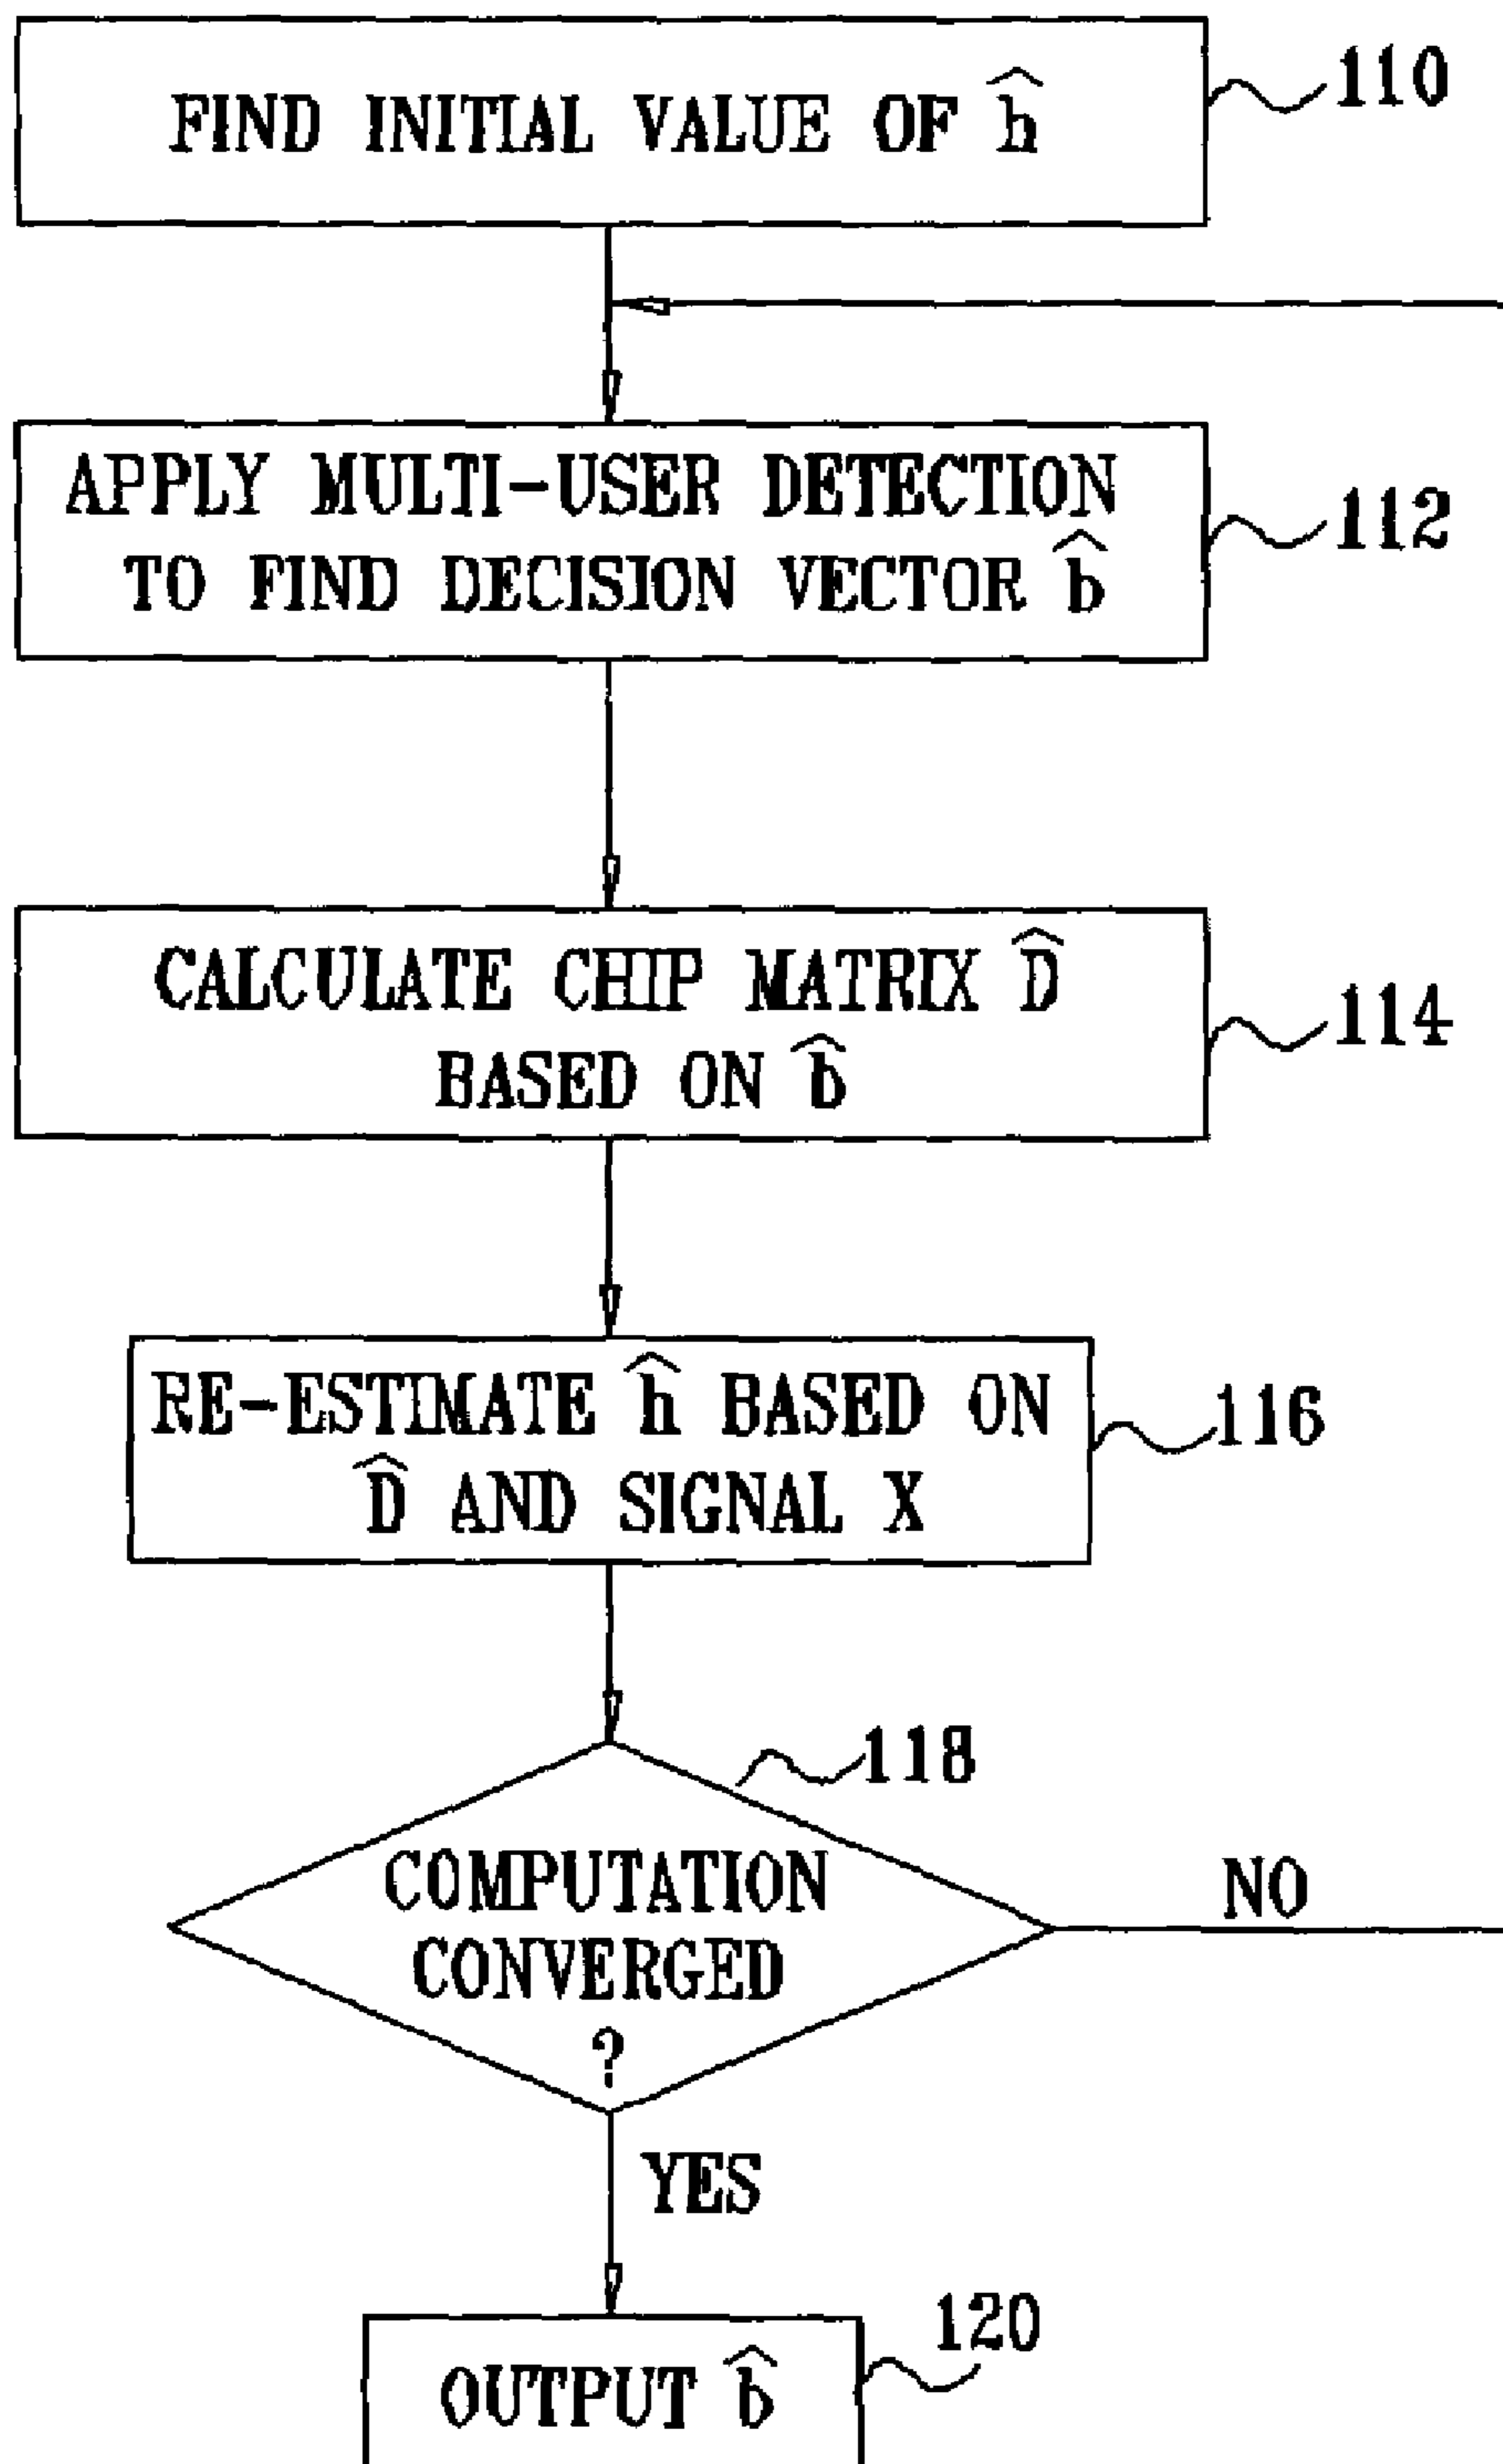 FIND INITIAL VALUE OF ĥ
110
APPLY MULTI-USER DETECTION
TO FIND DECISION VECTOR b̂
112
CALCULATE CHIP MATRIX D̂
BASED ON b̂
114
RE-ESTIMATE ĥ BASED ON
D̂ AND SIGNAL X
116
118
COMPUTATION
CONVERGED
?
NO
YES
OUTPUT b̂
120